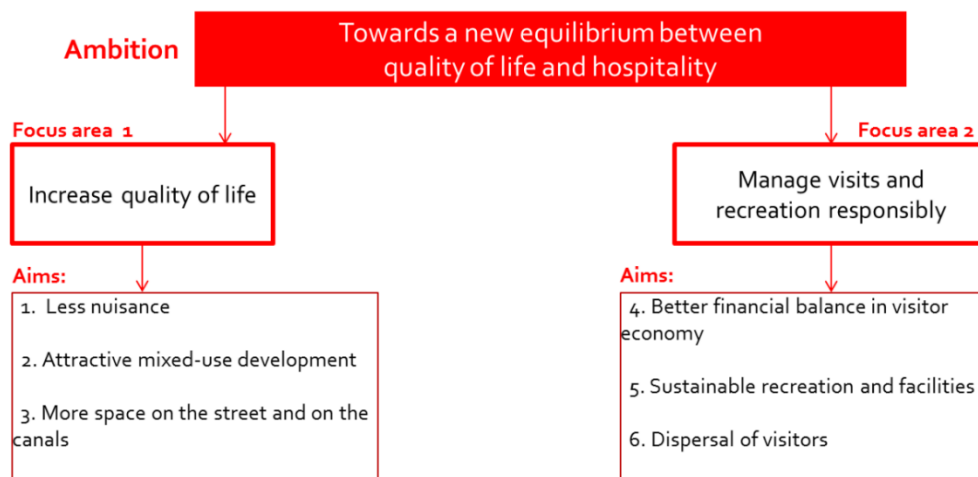 Ambition
Towards a new equilibrium between
quality of life and hospitality
Focus area 1
Increase quality of life
Aims:
1. Less nuisance
2. Attractive mixed-use development
3. More space on the street and on the
canals
Focus area 2
Manage visits and
recreation responsibly
Aims:
4. Better financial balance in visitor
economy
5. Sustainable recreation and facilities
6. Dispersal of visitors